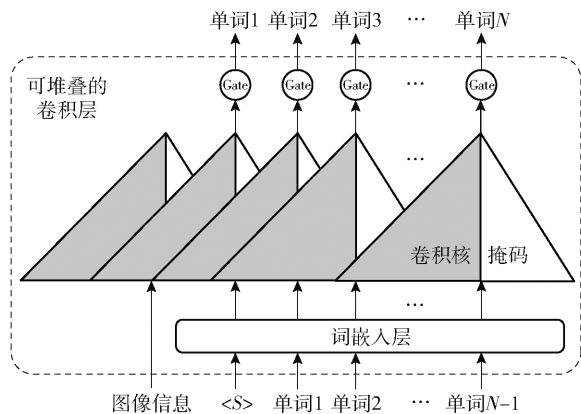 单词1 单词2 单词3 … 单词N
可堆叠的
卷积层
Gate Gate Gate … Gate
…
卷积核 掩码
…
词嵌入层
图像信息 <S> 单词1 单词2 … 单词N-1